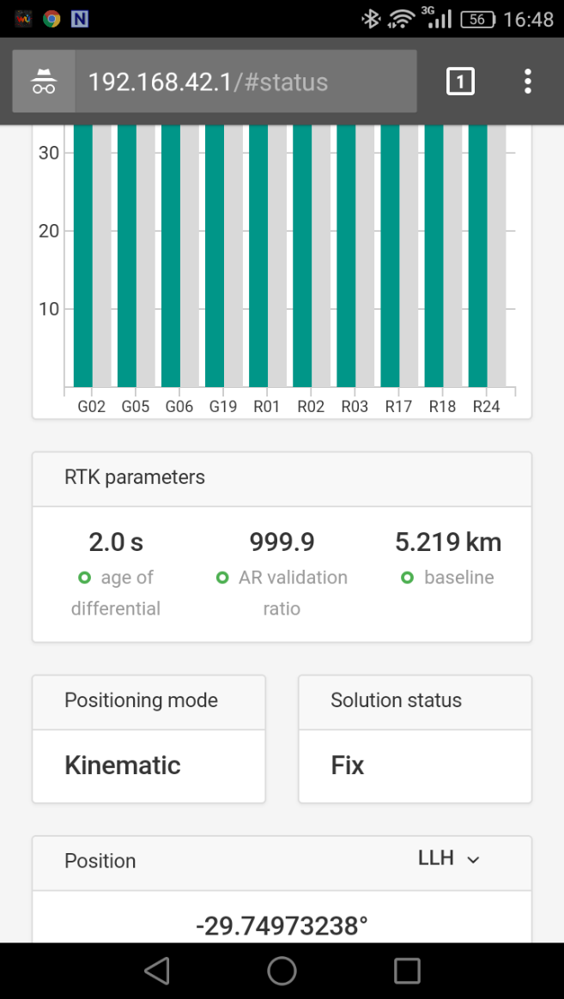 3G 56 16:48
192.168.42.1/#status 1
30
20
10
G02 G05 G06 G19 R01 R02 R03 R17 R18 R24
RTK parameters
2.0 s 999.9 5.219 km
age of AR validation baseline
differential ratio
Positioning mode Solution status
Kinematic Fix
Position LLH
-29.74973238°